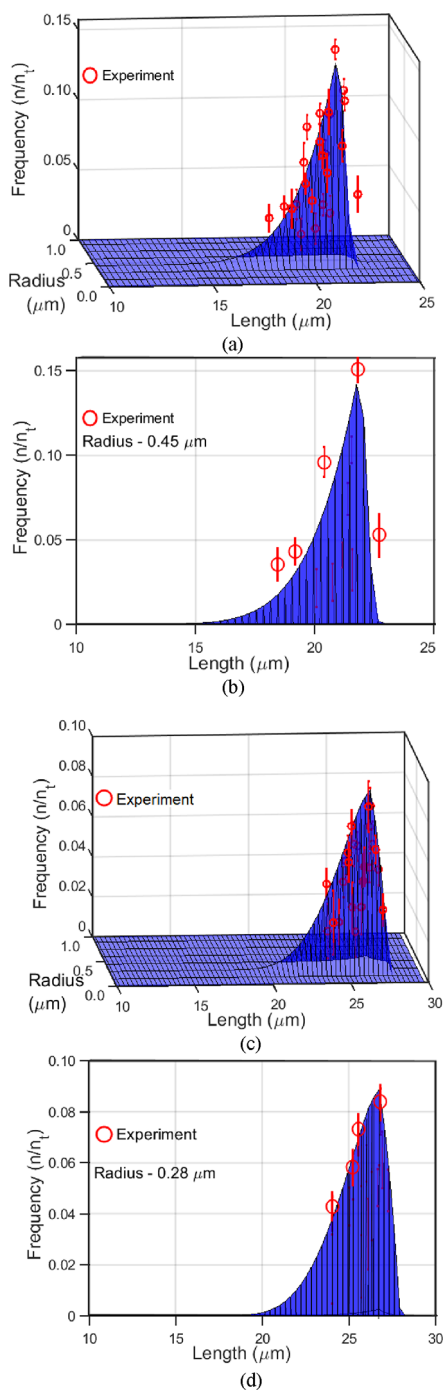 0.15
Experiment
0.10
Frequency (n/nt)
0.05
0
1.0
Radius 0.5
(μm) 0.0
10 15 20 25
Length (μm)
(a)
0.15
Experiment
Radius - 0.45 μm
0.10
Frequency (n/nt)
0.05
0
10 15 20 25
Length (μm)
(b)
0.10
0.08
Experiment
0.06
Frequency (n/nt)
0.04
0.02
0
1.0
Radius 0.5
(μm) 0.0
10 15 20 25 30
Length (μm)
(c)
0.10
0.08
Experiment
Radius - 0.28 μm
0.06
Frequency (n/nt)
0.04
0.02
0.00
10 15 20 25 30
Length (μm)
(d)